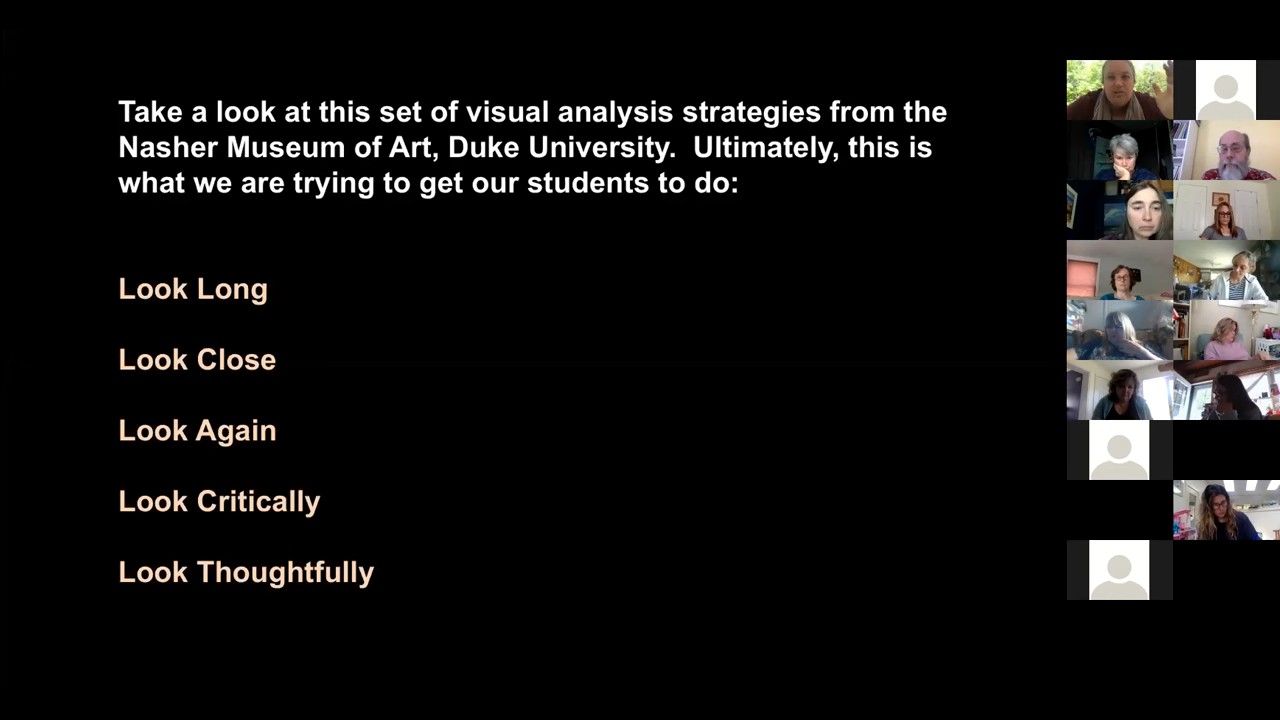 Take a look at this set of visual analysis strategies from the
Nasher Museum of Art, Duke University.  Ultimately, this is
what we are trying to get our students to do:
Look Long
Look Close
Look Again
Look Critically
Look Thoughtfully